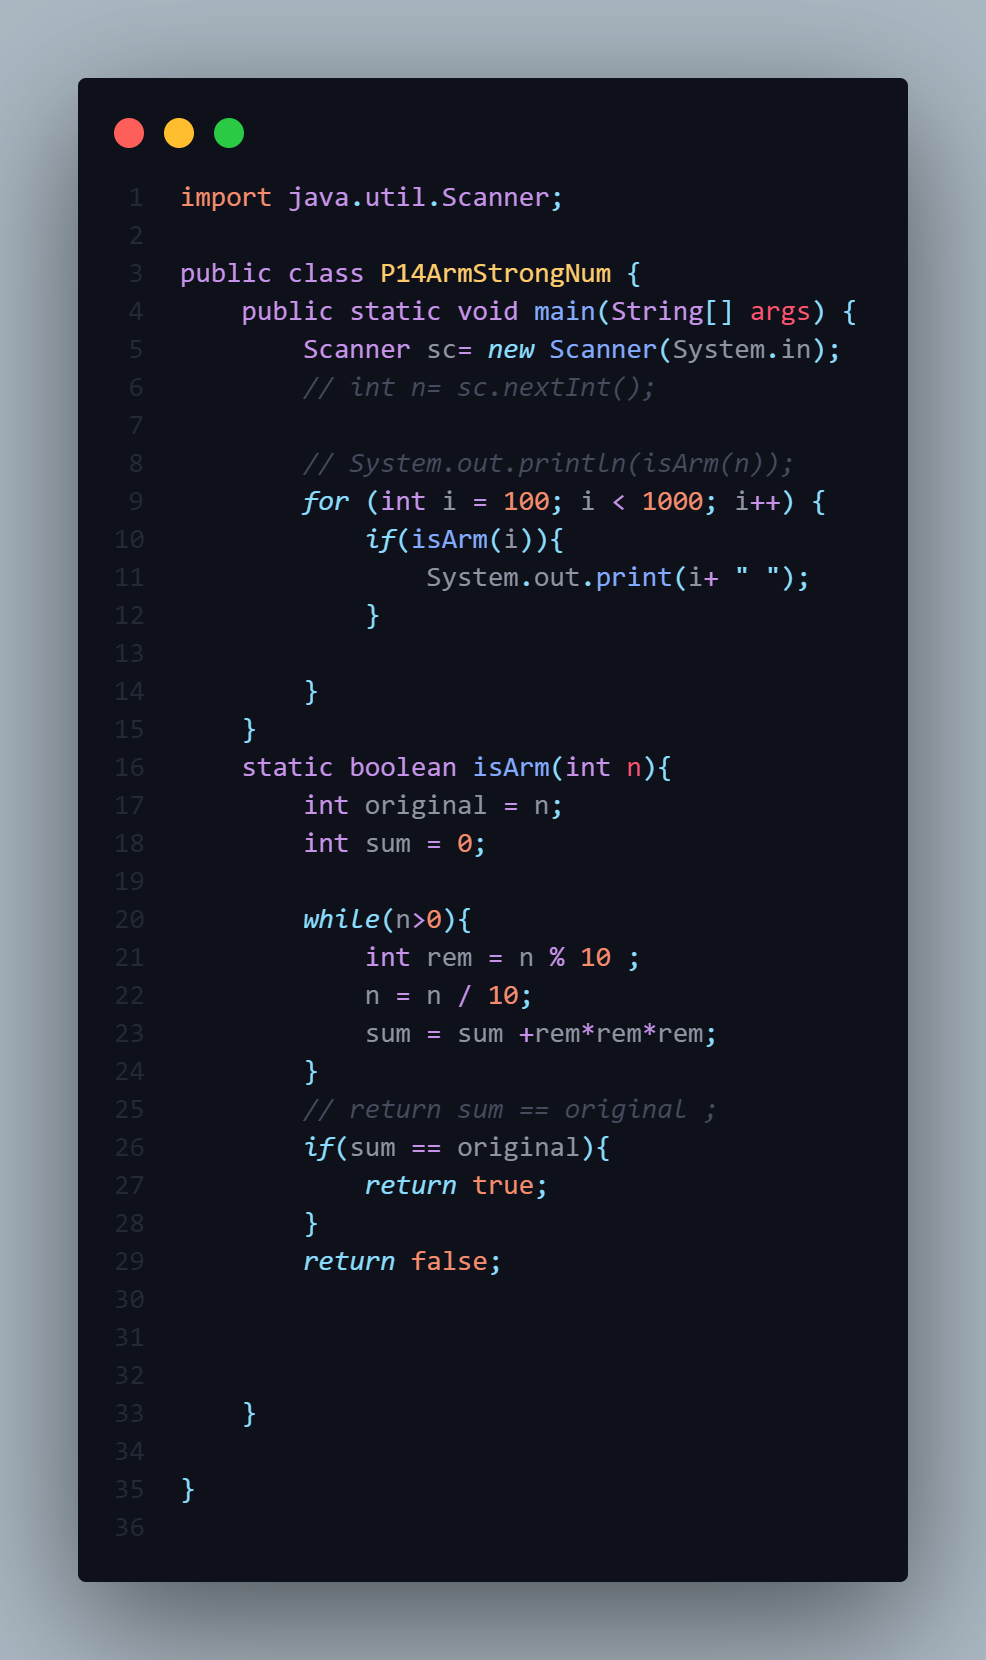 1 import java.util.Scanner;
2
3 public class P14ArmStrongNum {
4     public static void main(String[] args) {
5         Scanner sc= new Scanner(System.in);
6         // int n= sc.nextInt();
7
8         // System.out.println(isArm(n));
9         for (int i = 100; i < 1000; i++) {
10             if(isArm(i)){
11                 System.out.print(i+ " ");
12             }
13
14         }
15     }
16     static boolean isArm(int n){
17         int original = n;
18         int sum = 0;
19
20         while(n>0){
21             int rem = n % 10 ;
22             n = n / 10;
23             sum = sum +rem*rem*rem;
24         }
25         // return sum == original ;
26         if(sum == original){
27             return true;
28         }
29         return false;
30
31
32
33     }
34
35 }
36